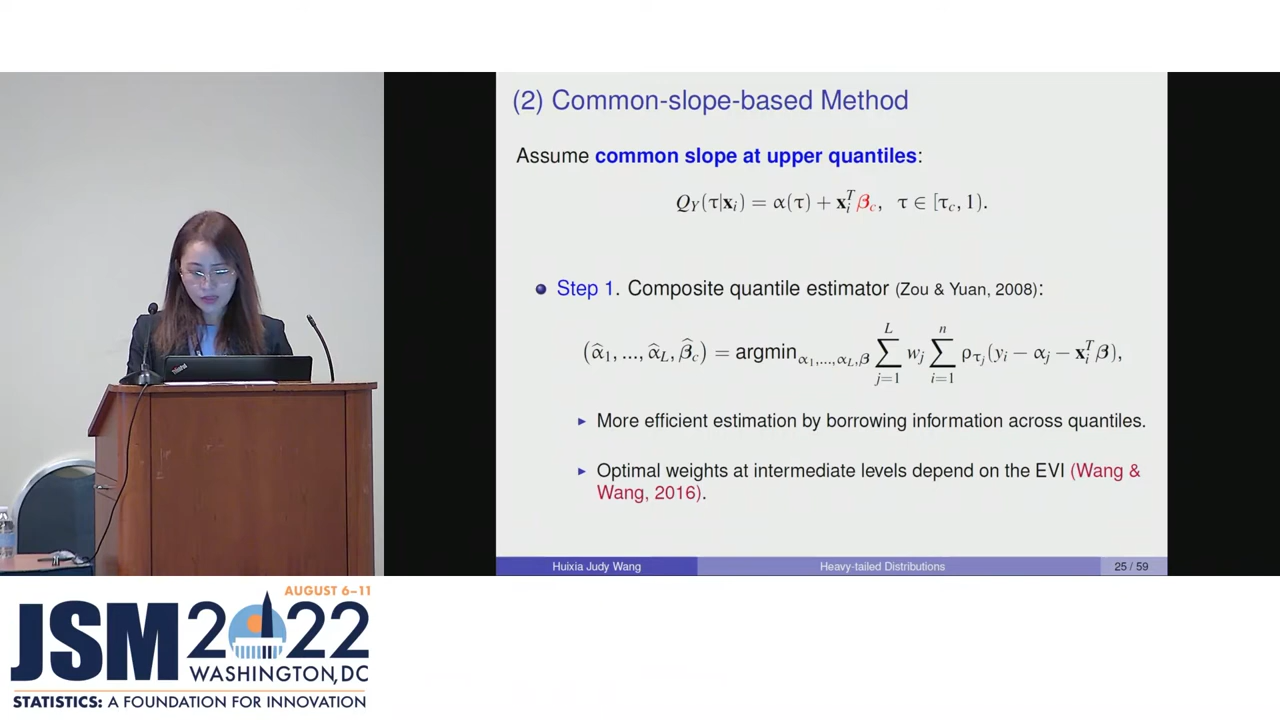 (2) Common-slope-based Method
Assume common slope at upper quantiles:
Q_Y(τ|x_i) = α(τ) + x_i^T β_c, τ ∈ [τ_c, 1).
Step 1. Composite quantile estimator (Zou & Yuan, 2008):
(α̂_1, ..., α̂_L, β̂_c) = argmin_{α_1,...,α_L,β} ∑_{j=1}^{L} w_j ∑_{i=1}^{n} ρ_{τ_j}(y_i − α_j − x_i^T β),
More efficient estimation by borrowing information across quantiles.
Optimal weights at intermediate levels depend on the EVI (Wang &
Wang, 2016).
Huixia Judy Wang
Heavy-tailed Distributions
25 / 59
ThinkPad
AUGUST 6–11
JSM 2022
WASHINGTON, DC
STATISTICS: A FOUNDATION FOR INNOVATION